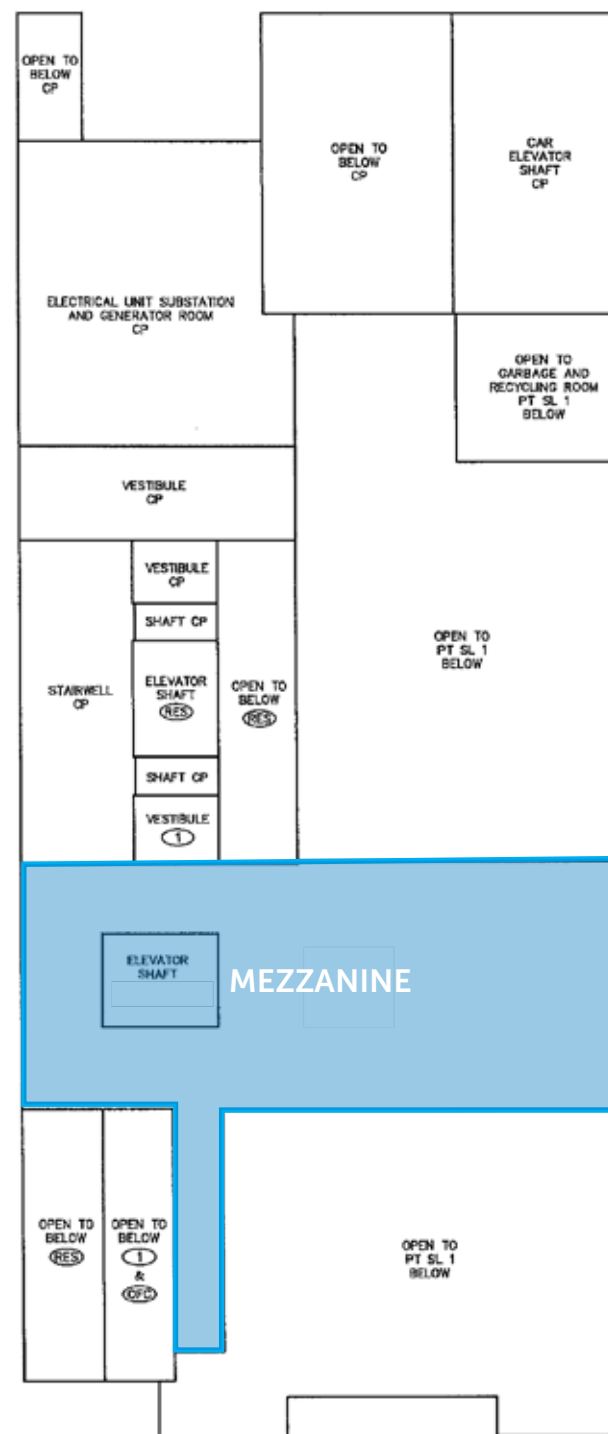 OPEN TO
BELOW
CP
OPEN TO
BELOW
CP
CAR
ELEVATOR
SHAFT
CP
ELECTRICAL UNIT SUBSTATION
AND GENERATOR ROOM
CP
OPEN TO
GARBAGE AND
RECYCLING ROOM
PT SL 1
BELOW
VESTIBULE
CP
VESTIBULE
CP
SHAFT CP
STAIRWELL
CP
ELEVATOR
SHAFT
RES
OPEN TO
BELOW
RES
OPEN TO
PT SL 1
BELOW
SHAFT CP
VESTIBULE
1
ELEVATOR
SHAFT
MEZZANINE
OPEN TO
BELOW
RES
OPEN TO
BELOW
1
&
OFC
OPEN TO
PT SL 1
BELOW